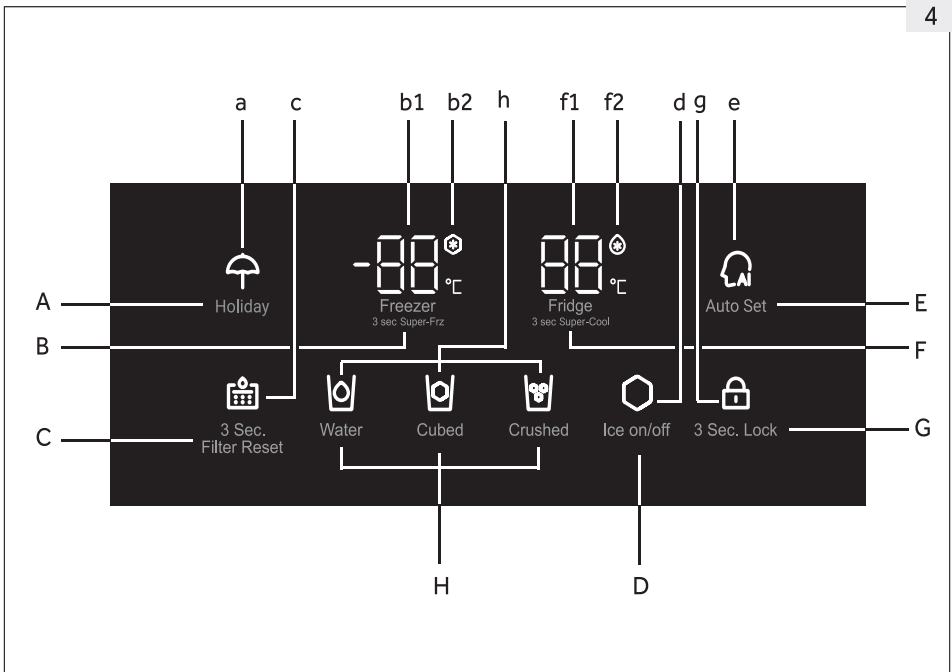 4
a c b1 b2 h f1 f2 d g e
-88 °C 88 °C Ai
A Holiday Freezer Fridge Auto Set E
3 sec Super-Frz 3 sec Super-Cool
B F
C 3 Sec. Water Cubed Crushed Ice on/off 3 Sec. Lock G
Filter Reset
H D